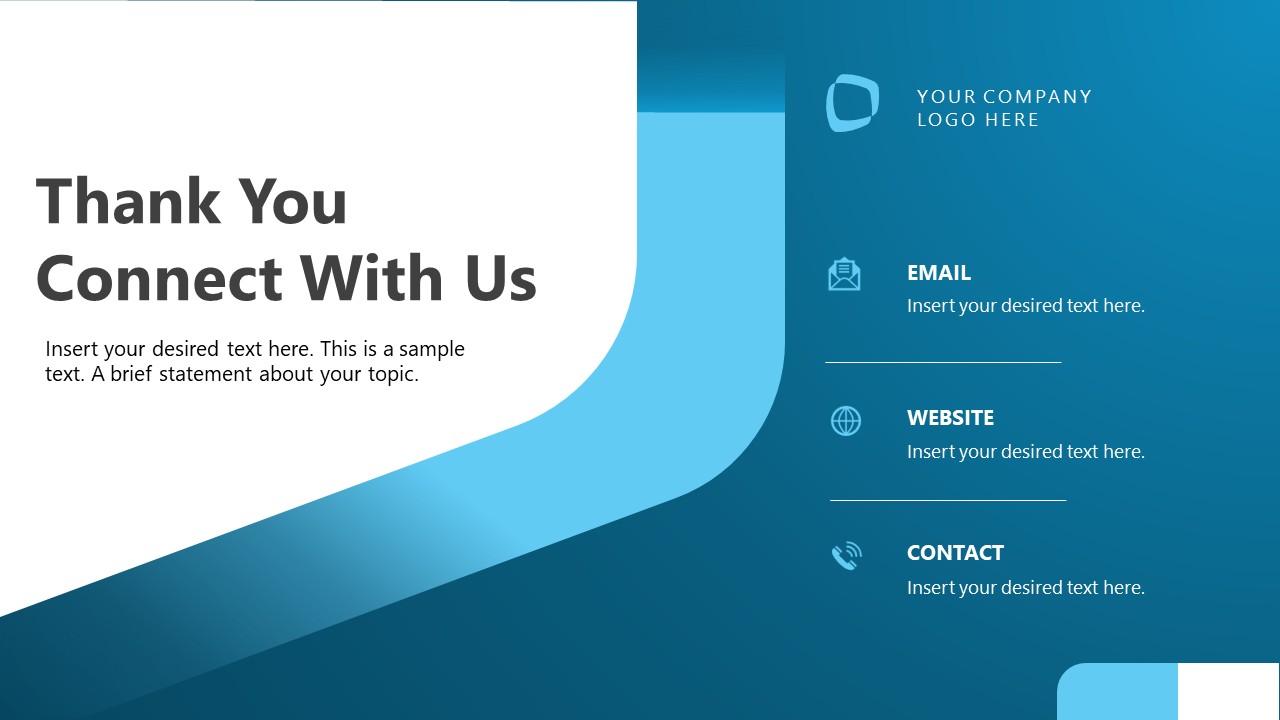 Thank You
Connect With Us
Insert your desired text here. This is a sample
text. A brief statement about your topic.
YOUR COMPANY
LOGO HERE
EMAIL
Insert your desired text here.
WEBSITE
Insert your desired text here.
CONTACT
Insert your desired text here.